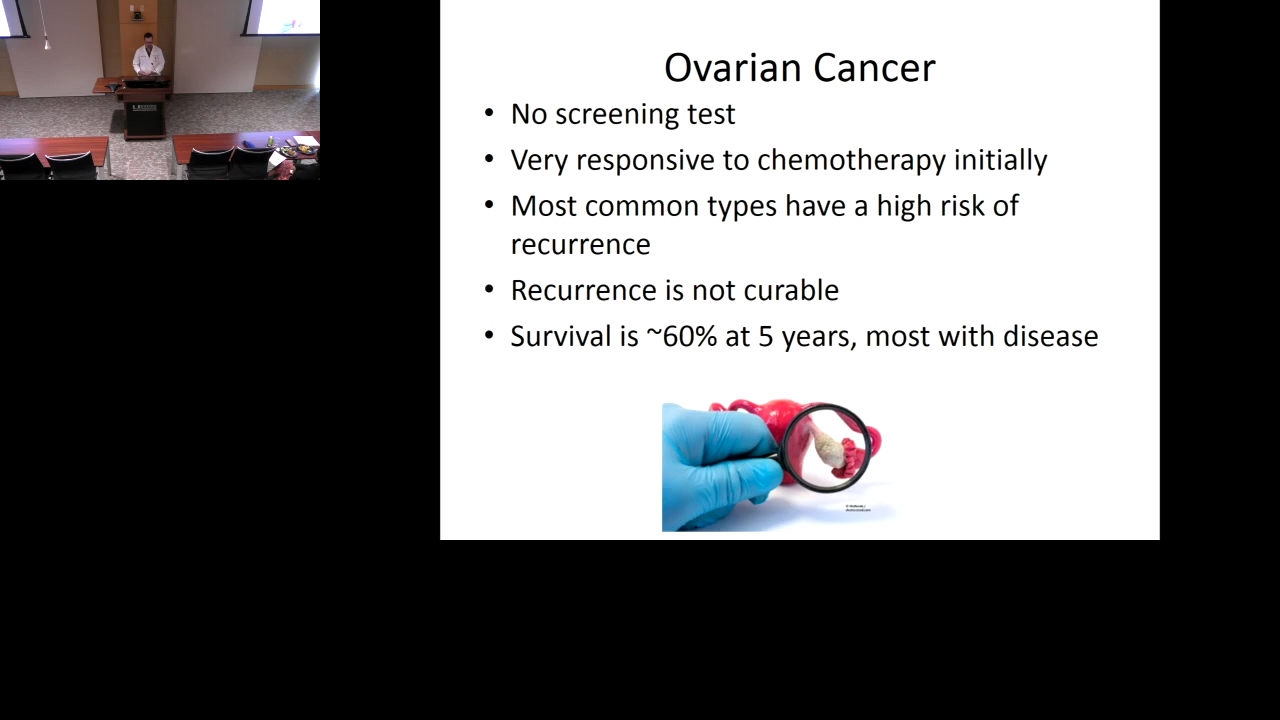 Ovarian Cancer
• No screening test
• Very responsive to chemotherapy initially
• Most common types have a high risk of
recurrence
• Recurrence is not curable
• Survival is ~60% at 5 years, most with disease